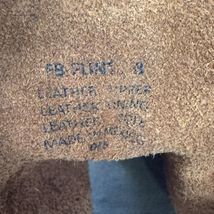 FB-FLINT 8
LEATHER UPPER
LEATHER LINING
LEATHER SOLE
MADE IN MEXICO